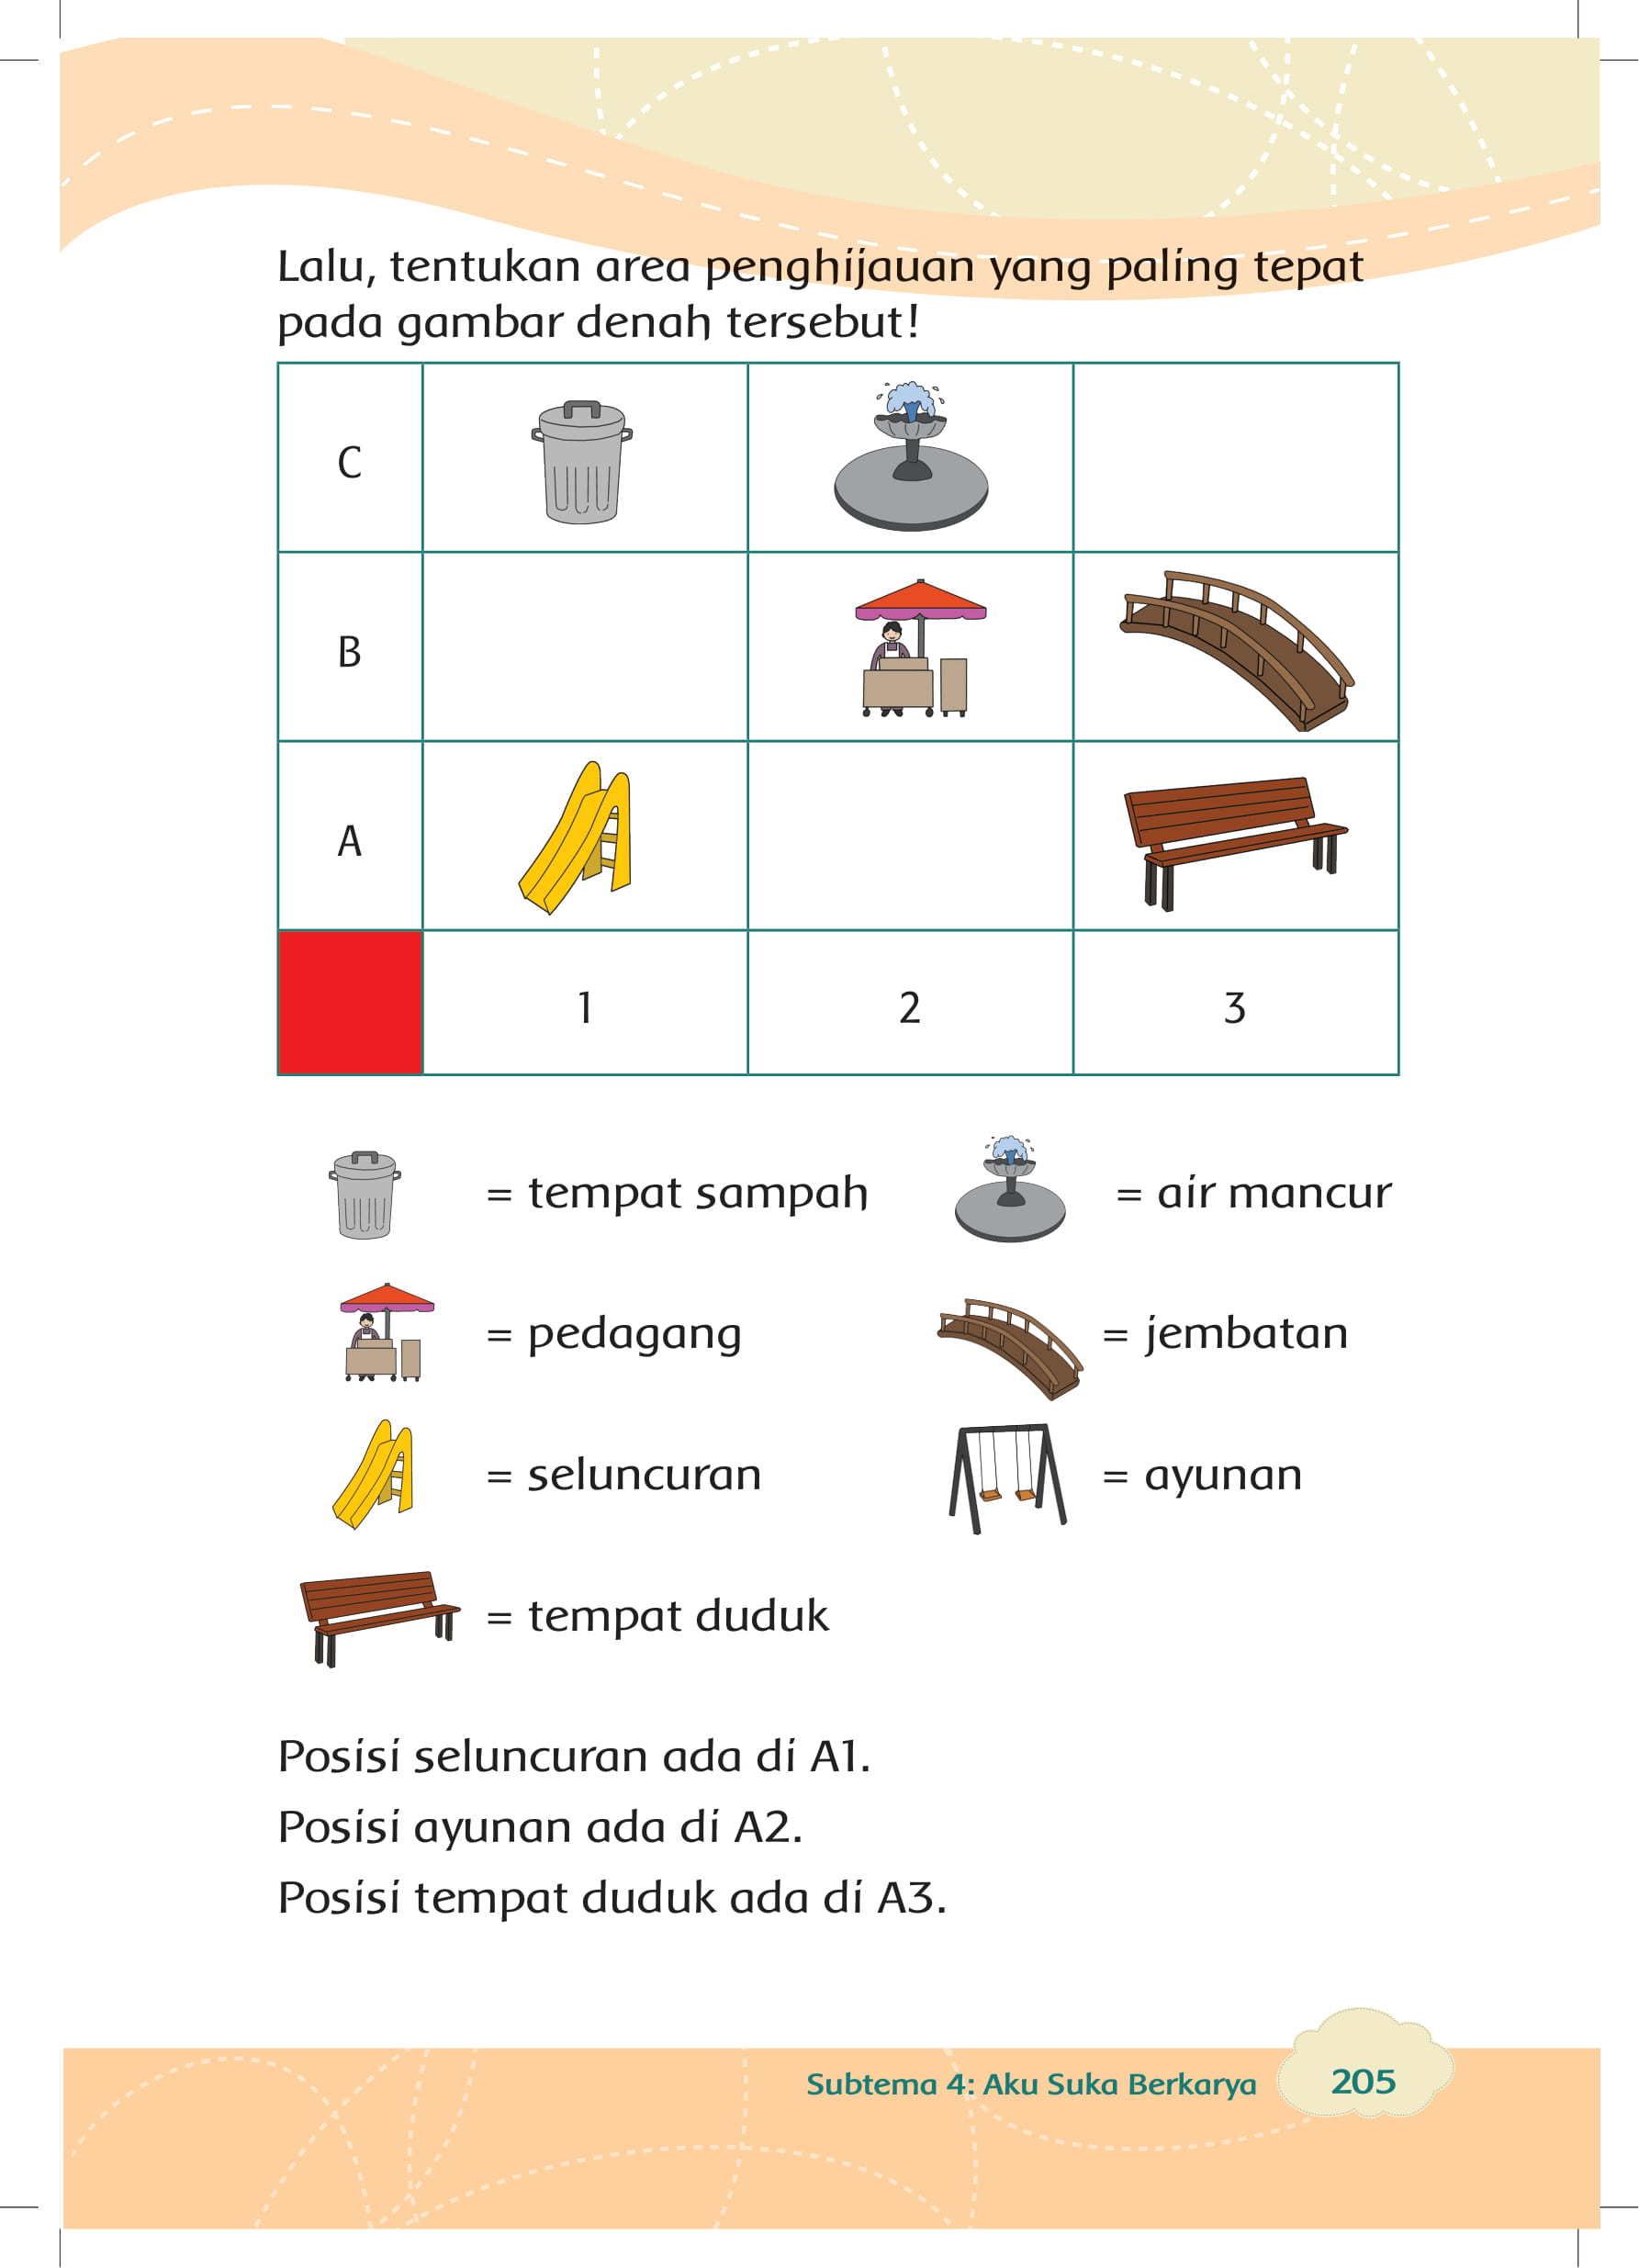 Lalu, tentukan area penghijauan yang paling tepat
pada gambar denah tersebut!
C
B
A
1 2 3
= tempat sampah = air mancur
= pedagang = jembatan
= seluncuran = ayunan
= tempat duduk
Posisi seluncuran ada di A1.
Posisi ayunan ada di A2.
Posisi tempat duduk ada di A3.
Subtema 4: Aku Suka Berkarya 205